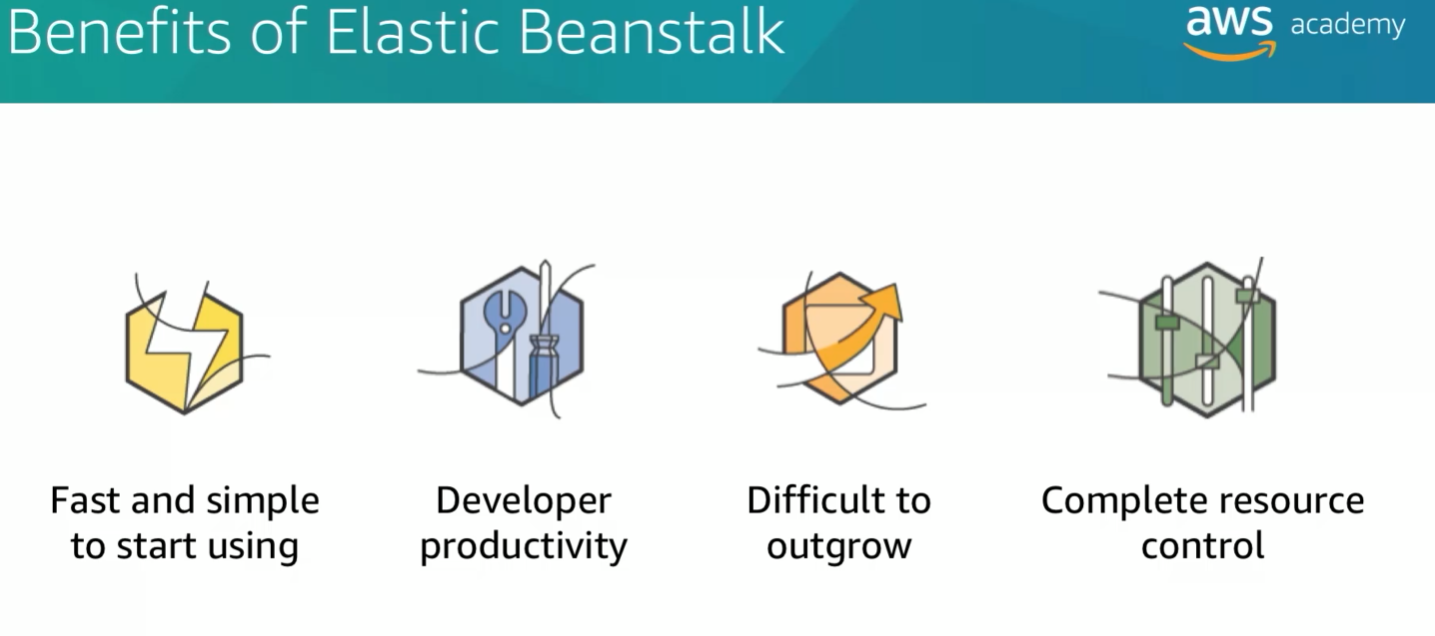 Benefits of Elastic Beanstalk
aws academy
Fast and simple
to start using
Developer
productivity
Difficult to
outgrow
Complete resource
control